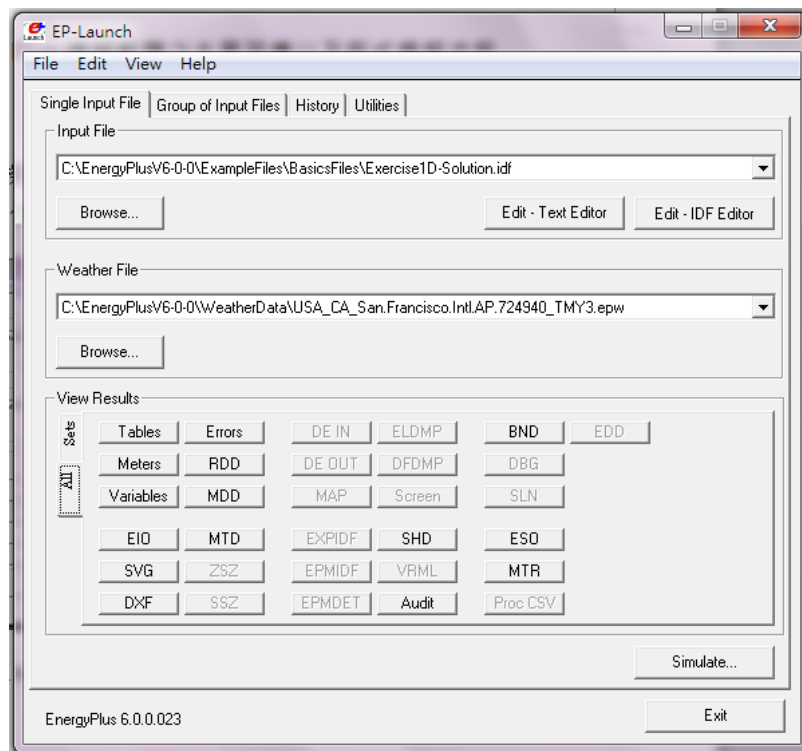 EP-Launch
File Edit View Help
Single Input File Group of Input Files History Utilities
Input File
C:\EnergyPlusV6-0-0\ExampleFiles\BasicsFiles\Exercise1D-Solution.idf
Browse... Edit - Text Editor Edit - IDF Editor
Weather File
C:\EnergyPlusV6-0-0\WeatherData\USA_CA_San.Francisco.Intl.AP.724940_TMY3.epw
Browse...
View Results
Sets
All
Tables Errors DE IN ELDMP BND EDD
Meters RDD DE OUT DFDMP DBG
Variables MDD MAP Screen SLN
EIO MTD EXPIDF SHD ESO
SVG ZSZ EPMIDF VRML MTR
DXF SSZ EPMDET Audit Proc CSV
Simulate...
EnergyPlus 6.0.0.023 Exit